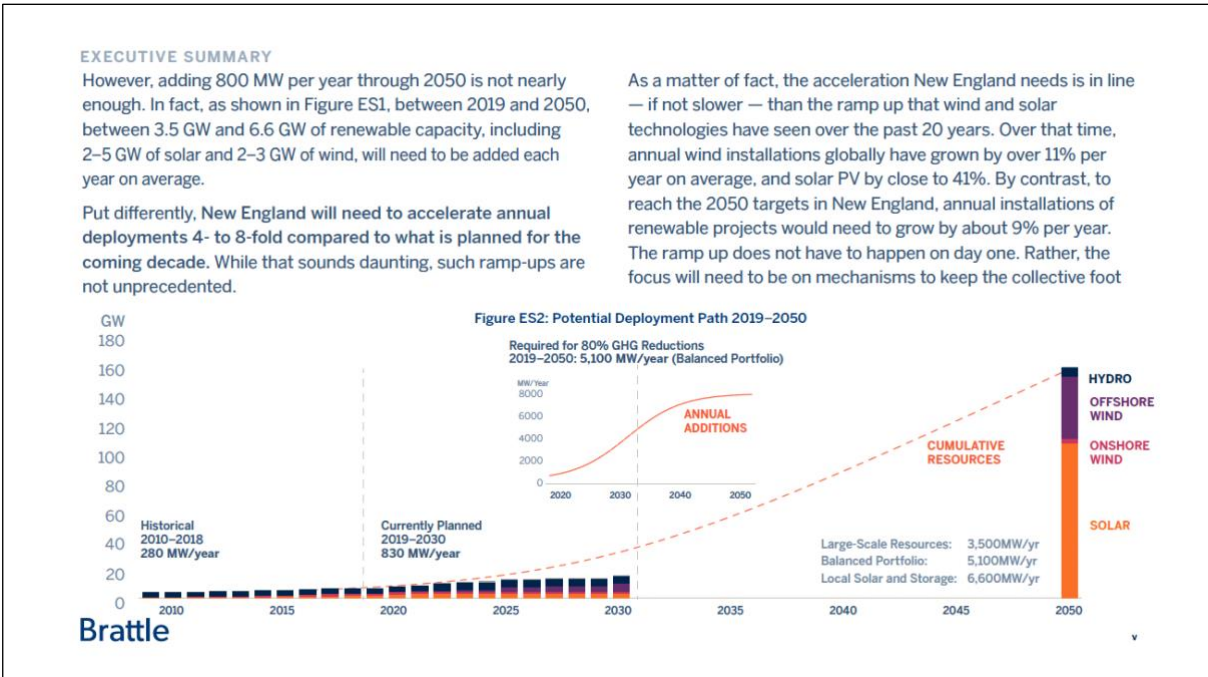 EXECUTIVE SUMMARY
However, adding 800 MW per year through 2050 is not nearly
enough. In fact, as shown in Figure ES1, between 2019 and 2050,
between 3.5 GW and 6.6 GW of renewable capacity, including
2–5 GW of solar and 2–3 GW of wind, will need to be added each
year on average.
Put differently, New England will need to accelerate annual
deployments 4- to 8-fold compared to what is planned for the
coming decade. While that sounds daunting, such ramp-ups are
not unprecedented.
As a matter of fact, the acceleration New England needs is in line
— if not slower — than the ramp up that wind and solar
technologies have seen over the past 20 years. Over that time,
annual wind installations globally have grown by over 11% per
year on average, and solar PV by close to 41%. By contrast, to
reach the 2050 targets in New England, annual installations of
renewable projects would need to grow by about 9% per year.
The ramp up does not have to happen on day one. Rather, the
focus will need to be on mechanisms to keep the collective foot
Figure ES2: Potential Deployment Path 2019–2050
GW
180
160
140
120
100
80
60
40
20
0
Required for 80% GHG Reductions
2019–2050: 5,100 MW/year (Balanced Portfolio)
MW/Year
8000
6000
4000
2000
0
ANNUAL
ADDITIONS
2020 2030 2040 2050
Historical
2010–2018
280 MW/year
Currently Planned
2019–2030
830 MW/year
CUMULATIVE
RESOURCES
HYDRO
OFFSHORE
WIND
ONSHORE
WIND
SOLAR
Large-Scale Resources: 3,500MW/yr
Balanced Portfolio: 5,100MW/yr
Local Solar and Storage: 6,600MW/yr
2010 2015 2020 2025 2030 2035 2040 2045 2050
Brattle
v